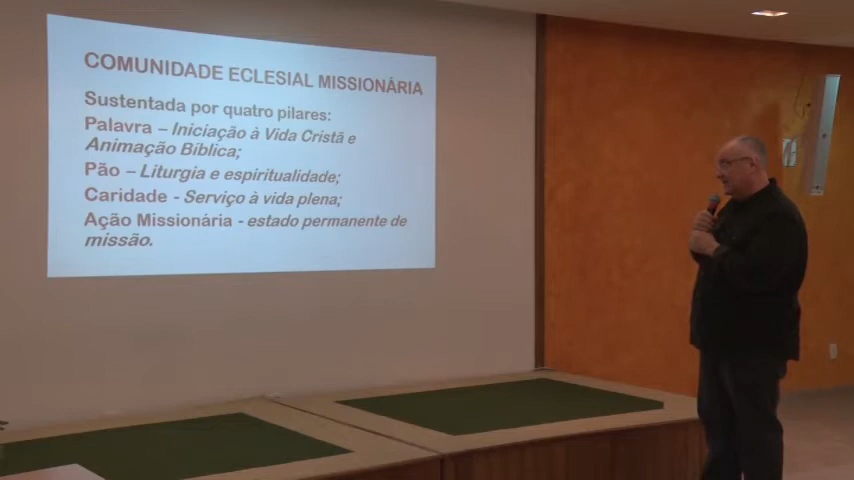 COMUNIDADE ECLESIAL MISSIONÁRIA
Sustentada por quatro pilares:
Palavra – Iniciação à Vida Cristã e
Animação Bíblica;
Pão – Liturgia e espiritualidade;
Caridade - Serviço à vida plena;
Ação Missionária - estado permanente de
missão.